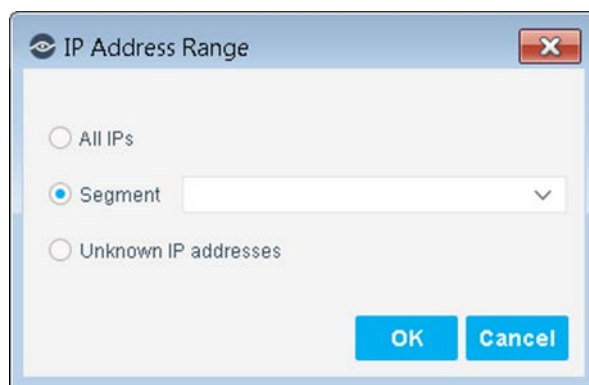 IP Address Range
All IPs
Segment
Unknown IP addresses
OK Cancel